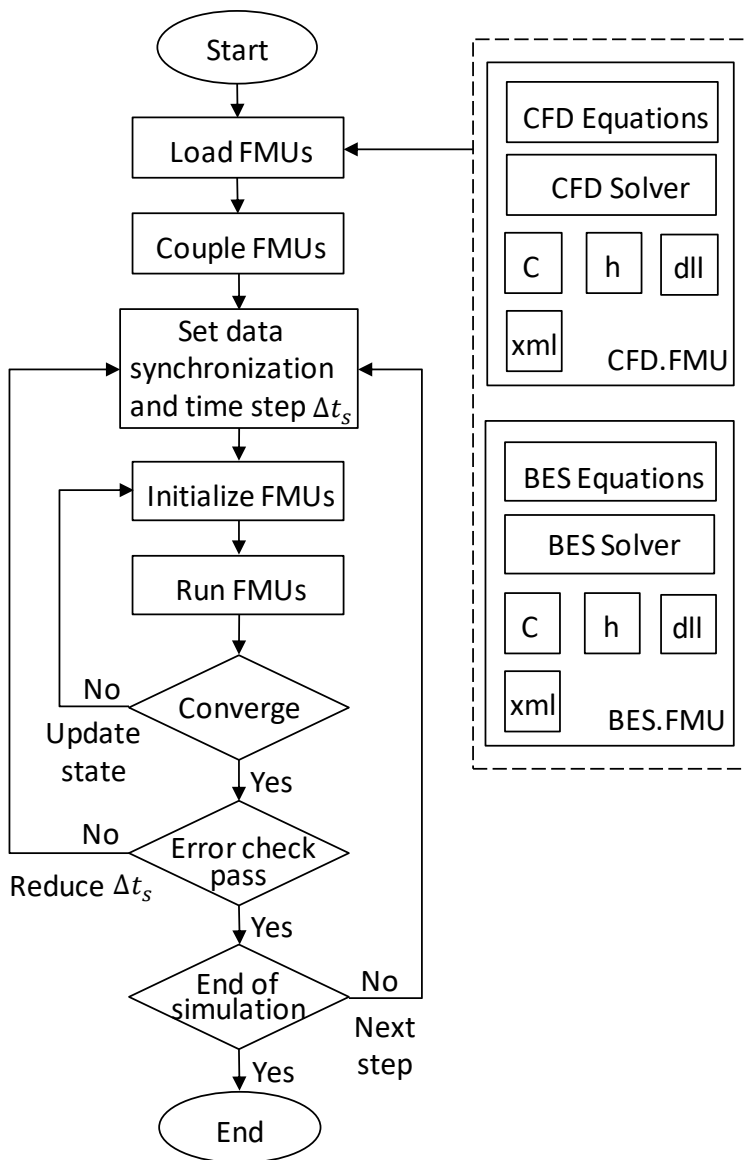 Start
Load FMUs
Couple FMUs
Set data
synchronization
and time step Δtₛ
Initialize FMUs
Run FMUs
Converge
No
Update
state
Yes
Error check
pass
No
Reduce Δtₛ
Yes
End of
simulation
No
Next
step
Yes
End
CFD Equations
CFD Solver
C
h
dll
xml
CFD.FMU
BES Equations
BES Solver
C
h
dll
xml
BES.FMU